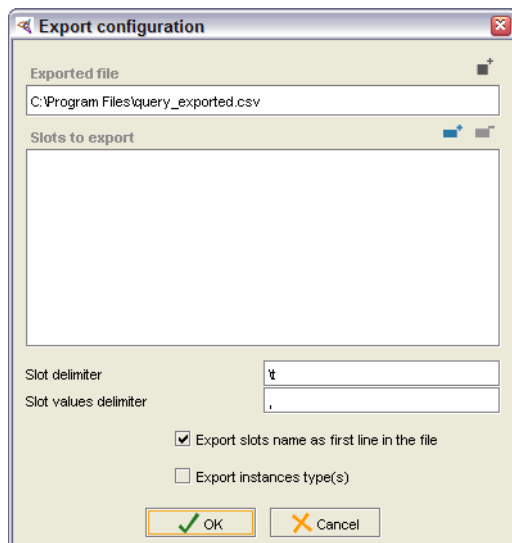 Export configuration
Exported file
C:\Program Files\query_exported.csv
Slots to export
Slot delimiter
\t
Slot values delimiter
,
Export slots name as first line in the file
Export instances type(s)
OK
Cancel